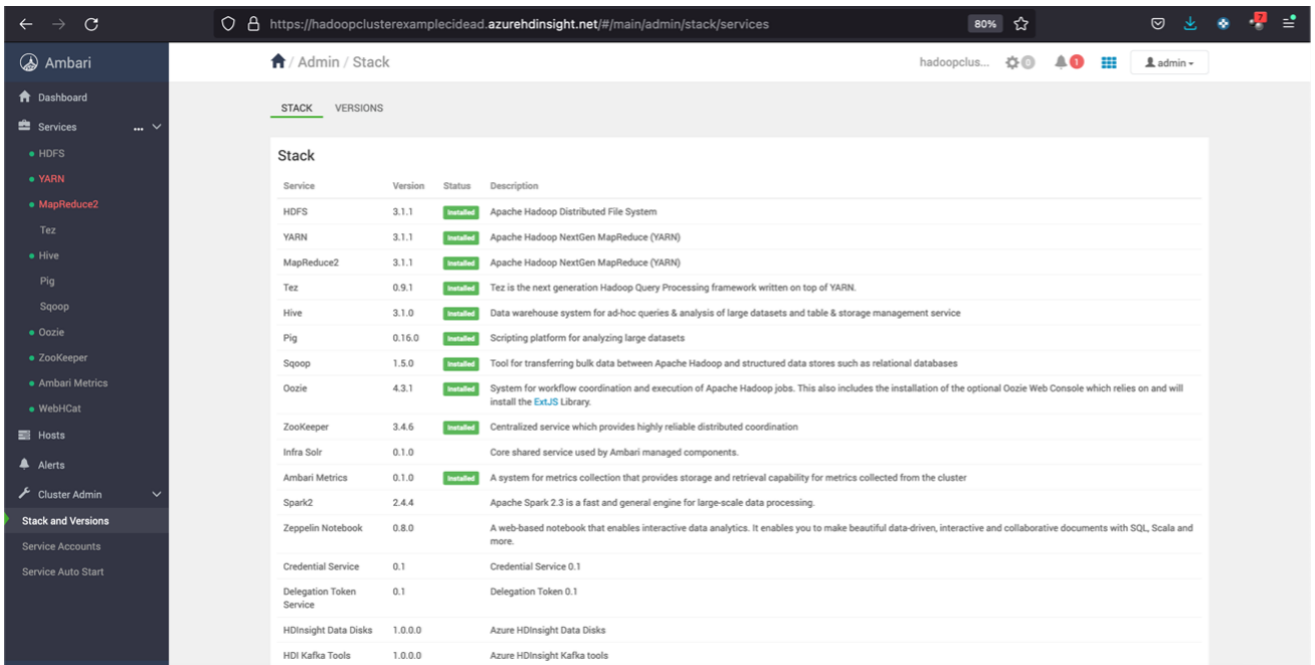 https://hadoopclusterexamplecidead.azurehdinsight.net/#/main/admin/stack/services 80% 7
Ambari
/ Admin / Stack hadoopclus... 0 1 admin
Dashboard
Services ...
HDFS
YARN
MapReduce2
Tez
Hive
Pig
Sqoop
Oozie
ZooKeeper
Ambari Metrics
WebHCat
Hosts
Alerts
Cluster Admin
Stack and Versions
Service Accounts
Service Auto Start
STACK VERSIONS
Stack
Service Version Status Description
HDFS 3.1.1 Installed Apache Hadoop Distributed File System
YARN 3.1.1 Installed Apache Hadoop NextGen MapReduce (YARN)
MapReduce2 3.1.1 Installed Apache Hadoop NextGen MapReduce (YARN)
Tez 0.9.1 Installed Tez is the next generation Hadoop Query Processing framework written on top of YARN.
Hive 3.1.0 Installed Data warehouse system for ad-hoc queries & analysis of large datasets and table & storage management service
Pig 0.16.0 Installed Scripting platform for analyzing large datasets
Sqoop 1.5.0 Installed Tool for transferring bulk data between Apache Hadoop and structured data stores such as relational databases
Oozie 4.3.1 Installed System for workflow coordination and execution of Apache Hadoop jobs. This also includes the installation of the optional Oozie Web Console which relies on and will
install the ExtJS Library.
ZooKeeper 3.4.6 Installed Centralized service which provides highly reliable distributed coordination
Infra Solr 0.1.0 Core shared service used by Ambari managed components.
Ambari Metrics 0.1.0 Installed A system for metrics collection that provides storage and retrieval capability for metrics collected from the cluster
Spark2 2.4.4 Apache Spark 2.3 is a fast and general engine for large-scale data processing.
Zeppelin Notebook 0.8.0 A web-based notebook that enables interactive data analytics. It enables you to make beautiful data-driven, interactive and collaborative documents with SQL, Scala and
more.
Credential Service 0.1 Credential Service 0.1
Delegation Token 0.1 Delegation Token 0.1
Service
HDInsight Data Disks 1.0.0.0 Azure HDInsight Data Disks
HDI Kafka Tools 1.0.0.0 Azure HDInsight Kafka tools